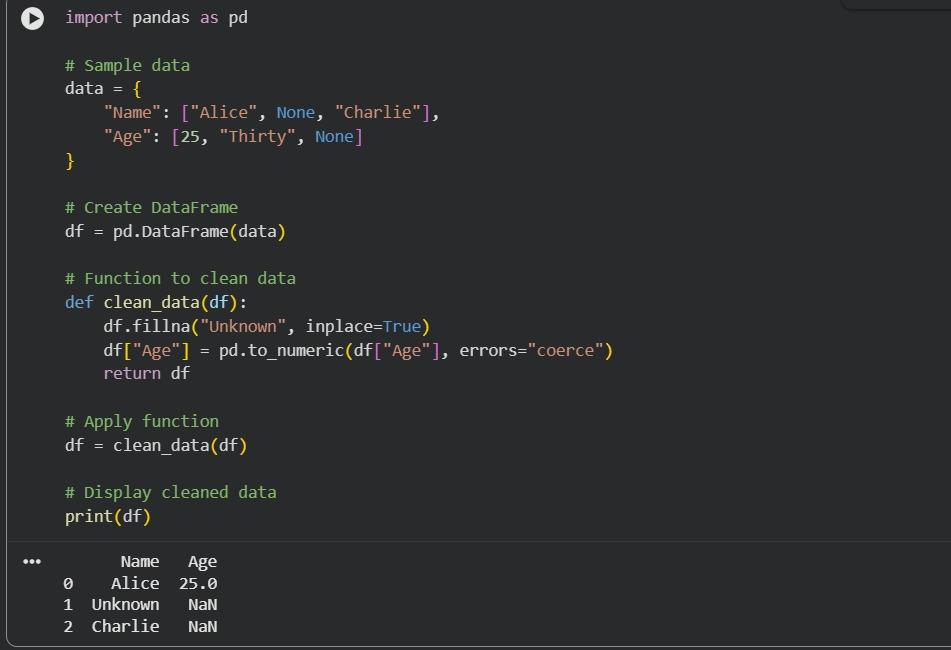 import pandas as pd
# Sample data
data = {
    "Name": ["Alice", None, "Charlie"],
    "Age": [25, "Thirty", None]
}
# Create DataFrame
df = pd.DataFrame(data)
# Function to clean data
def clean_data(df):
    df.fillna("Unknown", inplace=True)
    df["Age"] = pd.to_numeric(df["Age"], errors="coerce")
    return df
# Apply function
df = clean_data(df)
# Display cleaned data
print(df)
      Name   Age
0    Alice  25.0
1  Unknown   NaN
2  Charlie   NaN